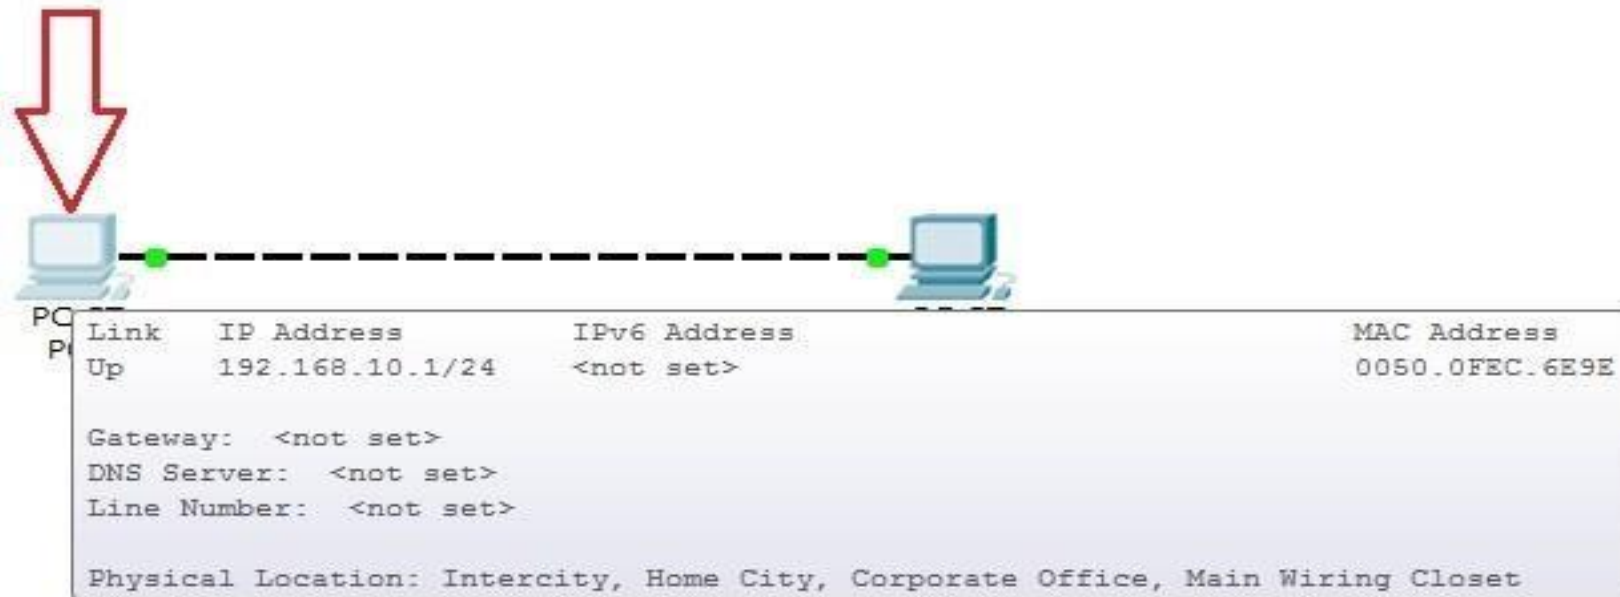 Link IP Address IPv6 Address MAC Address
Up 192.168.10.1/24 <not set> 0050.0FEC.6E9E
Gateway: <not set>
DNS Server: <not set>
Line Number: <not set>
Physical Location: Intercity, Home City, Corporate Office, Main Wiring Closet